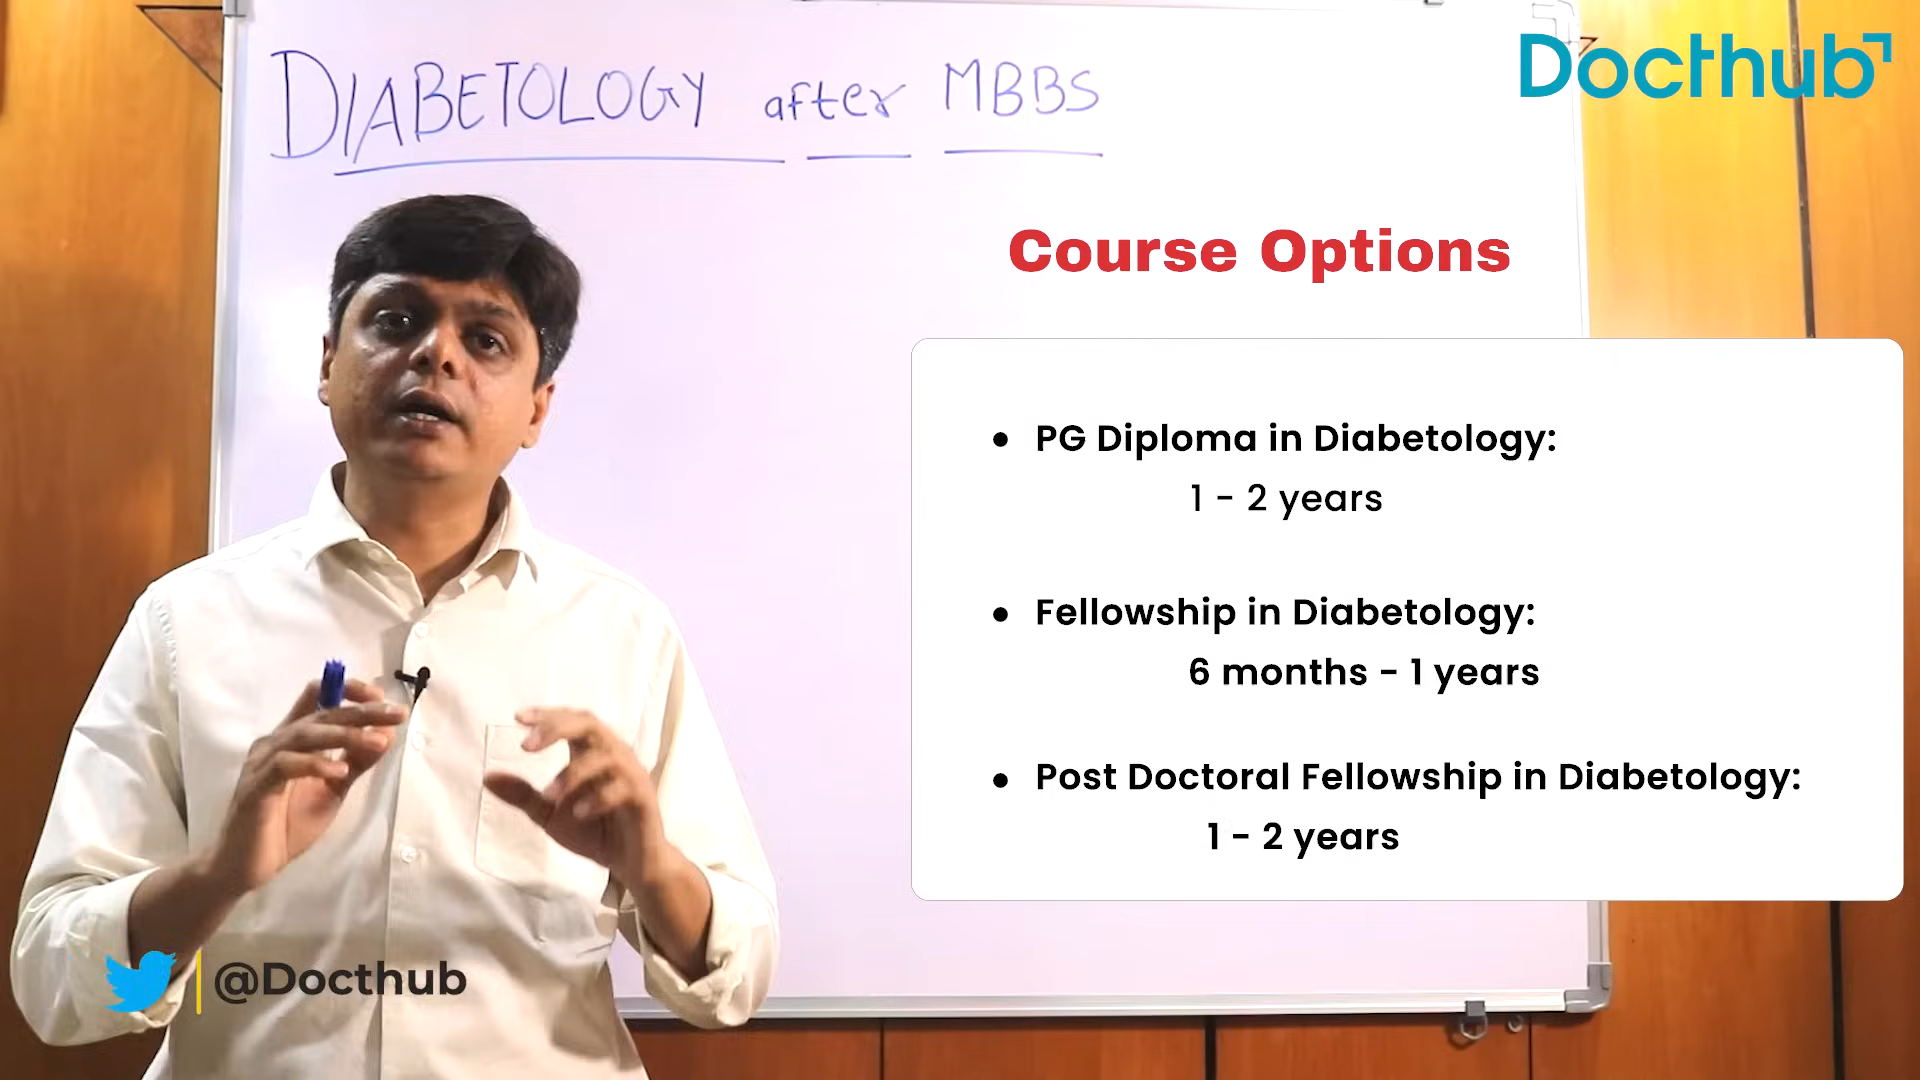 DIABETOLOGY after MBBS
Docthub
Course Options
• PG Diploma in Diabetology:
1 - 2 years
• Fellowship in Diabetology:
6 months - 1 years
• Post Doctoral Fellowship in Diabetology:
1 - 2 years
@Docthub